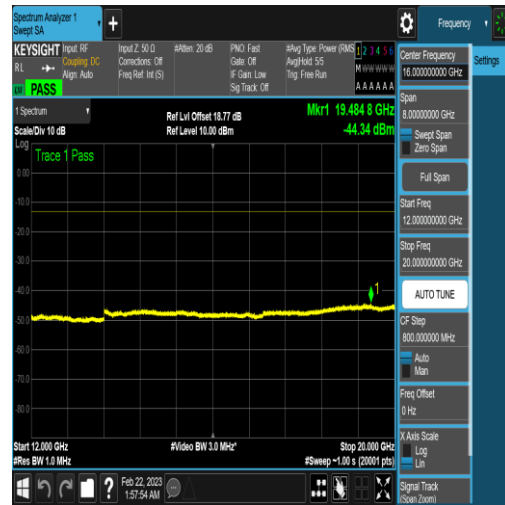 Spectrum Analyzer 1
Swept SA
Frequency
KEYSIGHT
RL
PASS
Input: RF
Coupling: DC
Align: Auto
Input Z: 50 Ω
Corrections: Off
Freq Ref: Int (S)
#Atten: 20 dB
PNO: Fast
Gate: Off
IF Gain: Low
Sig Track: Off
#Avg Type: Power (RMS
Avg|Hold: 5/5
Trig: Free Run
1 2 3 4 5 6
M W W W W W
A A A A A A
1 Spectrum
Scale/Div 10 dB
Ref Lvl Offset 18.77 dB
Ref Level 10.00 dBm
Mkr1 19.484 8 GHz
-44.34 dBm
Log
Trace 1 Pass
0.00
-10.0
-20.0
-30.0
-40.0
-50.0
-60.0
-70.0
-80.0
1
Start 12.000 GHz
#Res BW 1.0 MHz
#Video BW 3.0 MHz*
Stop 20.000 GHz
#Sweep ~1.00 s (20001 pts)
Feb 22, 2023
1:57:54 AM
Center Frequency
16.000000000 GHz
Span
8.00000000 GHz
Swept Span
Zero Span
Full Span
Start Freq
12.000000000 GHz
Stop Freq
20.000000000 GHz
AUTO TUNE
CF Step
800.000000 MHz
Auto
Man
Freq Offset
0 Hz
X Axis Scale
Log
Lin
Signal Track
(Span Zoom)
Settings